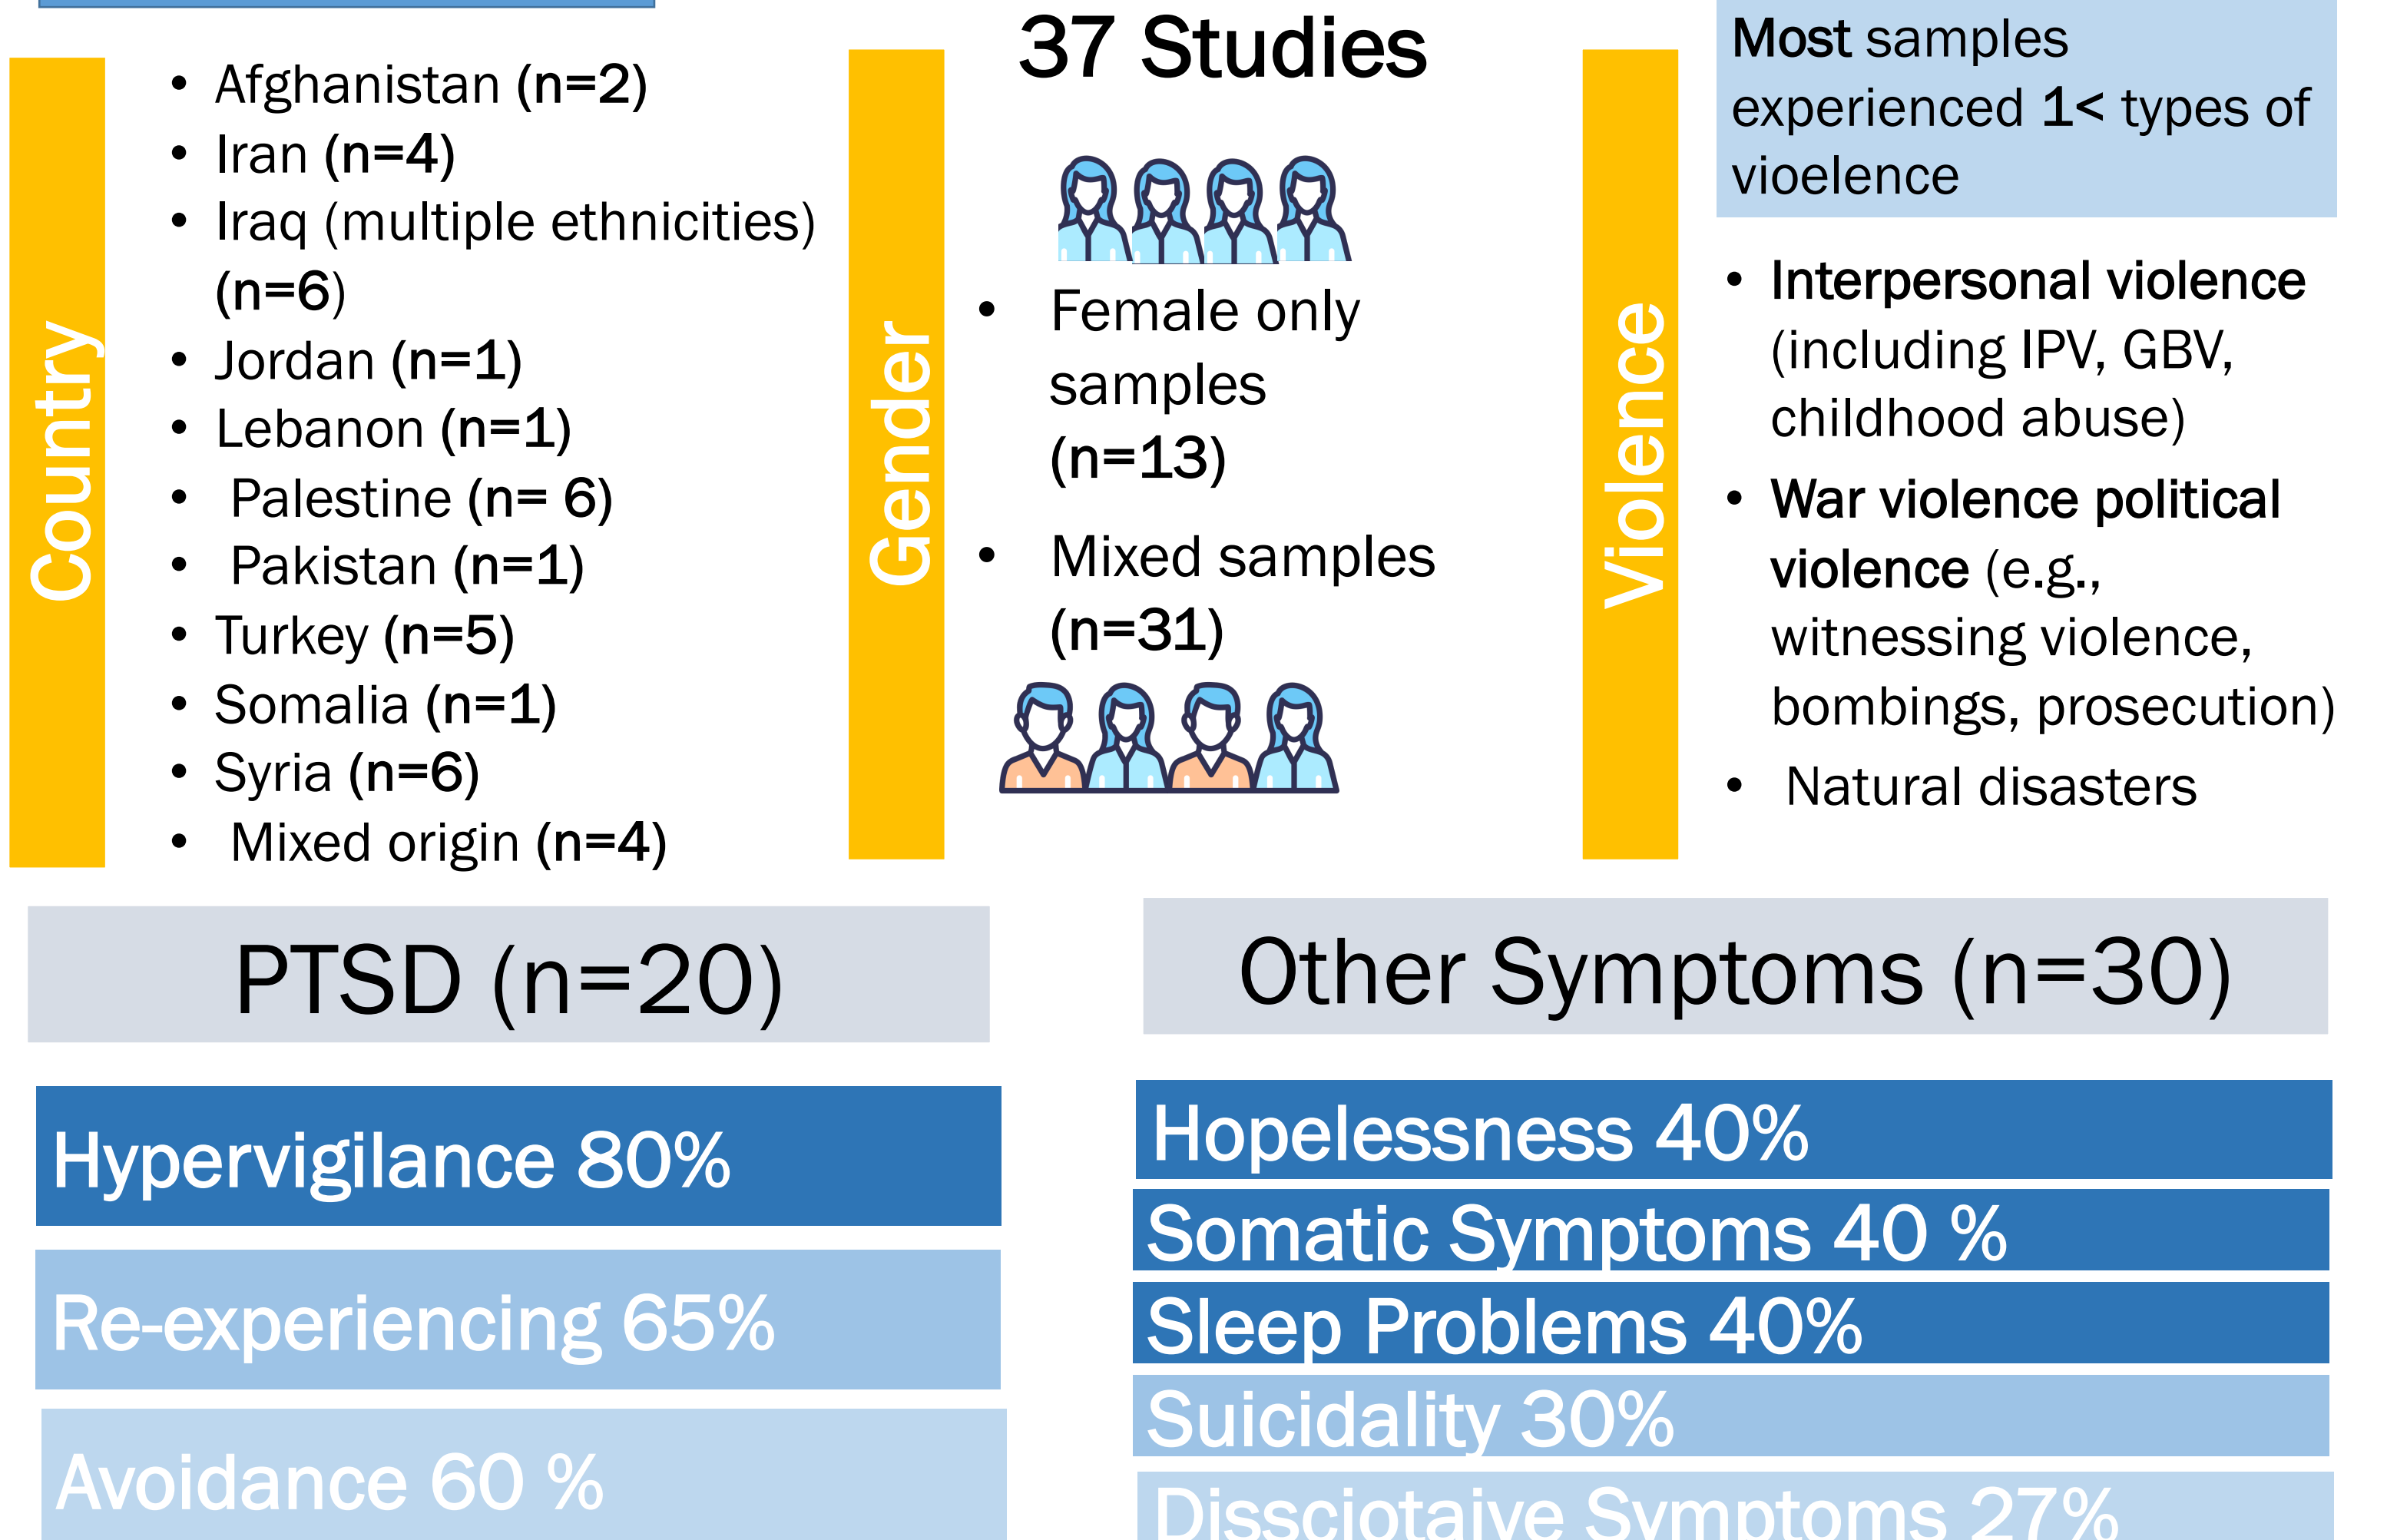 Country
• Afghanistan (n=2)
• Iran (n=4)
• Iraq (multiple ethnicities)
(n=6)
• Jordan (n=1)
• Lebanon (n=1)
• Palestine (n= 6)
• Pakistan (n=1)
• Turkey (n=5)
• Somalia (n=1)
• Syria (n=6)
• Mixed origin (n=4)
Gender
37 Studies
• Female only
samples
(n=13)
• Mixed samples
(n=31)
Violence
Most samples
experienced 1< types of
vioelence
• Interpersonal violence
(including IPV, GBV,
childhood abuse)
• War violence political
violence (e.g.,
witnessing violence,
bombings, prosecution)
• Natural disasters
PTSD (n=20)
Hypervigilance 80%
Re-experiencing 65%
Avoidance 60 %
Other Symptoms (n=30)
Hopelessness 40%
Somatic Symptoms 40 %
Sleep Problems 40%
Suicidality 30%
Dissciotaive Symptoms 27%